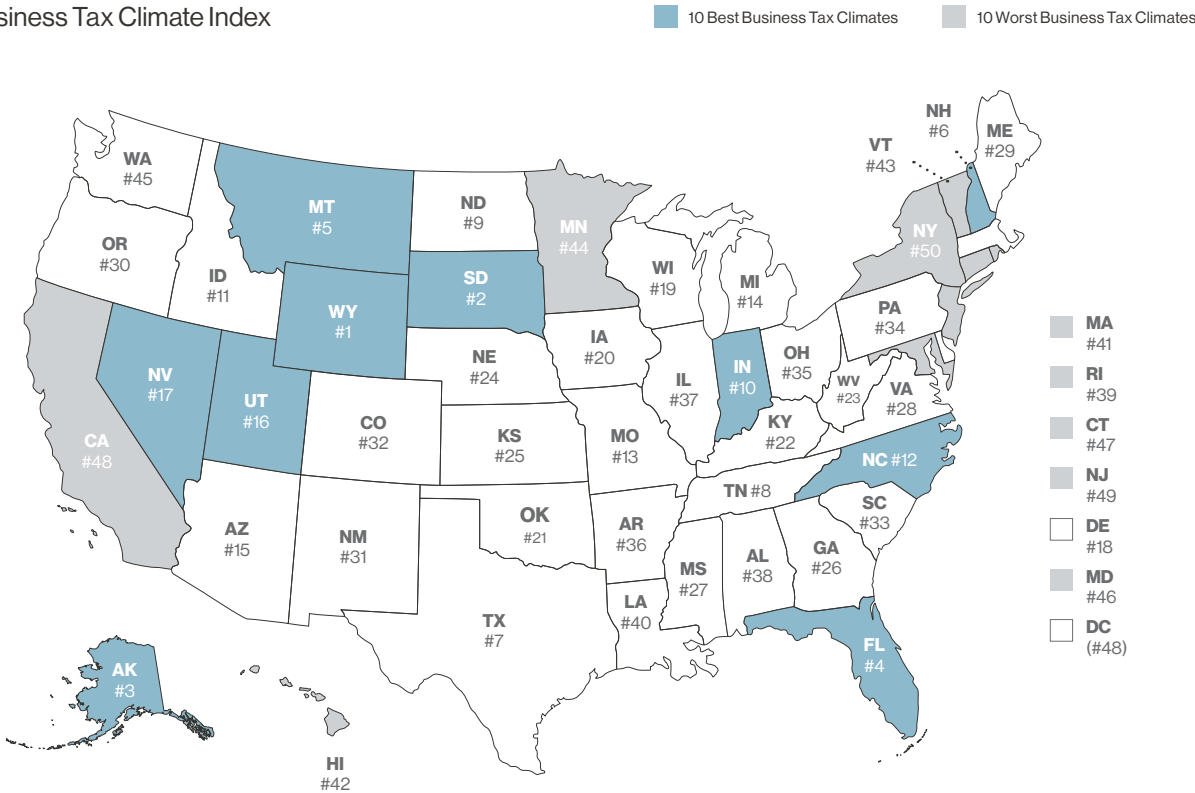 siness Tax Climate Index
10 Best Business Tax Climates
10 Worst Business Tax Climates
WA
#45
OR
#30
CA
#48
NV
#17
ID
#11
MT
#5
WY
#1
UT
#16
AZ
#15
CO
#32
NM
#31
ND
#9
SD
#2
NE
#24
KS
#25
OK
#21
TX
#7
MN
#44
IA
#20
MO
#13
AR
#36
LA
#40
WI
#19
IL
#37
MS
#27
MI
#14
IN
#10
OH
#35
KY
#22
TN #8
AL
#38
GA
#26
FL
#4
SC
#33
NC #12
WV
#23
VA
#28
PA
#34
NY
#50
VT
#43
NH
#6
ME
#29
AK
#3
HI
#42
MA
#41
RI
#39
CT
#47
NJ
#49
DE
#18
MD
#46
DC
(#48)